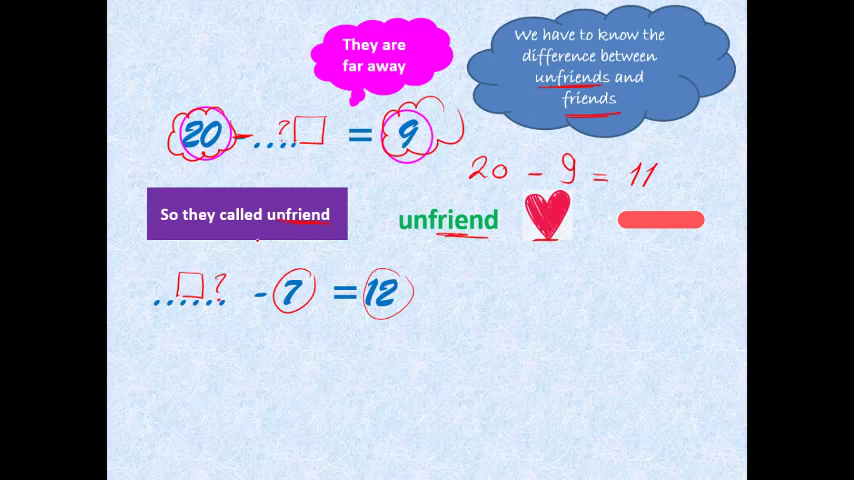 They are
far away
We have to know the
difference between
unfriends and
friends
20 - ....? = 9
20 - 9 = 11
So they called unfriend
unfriend
......? - 7 = 12